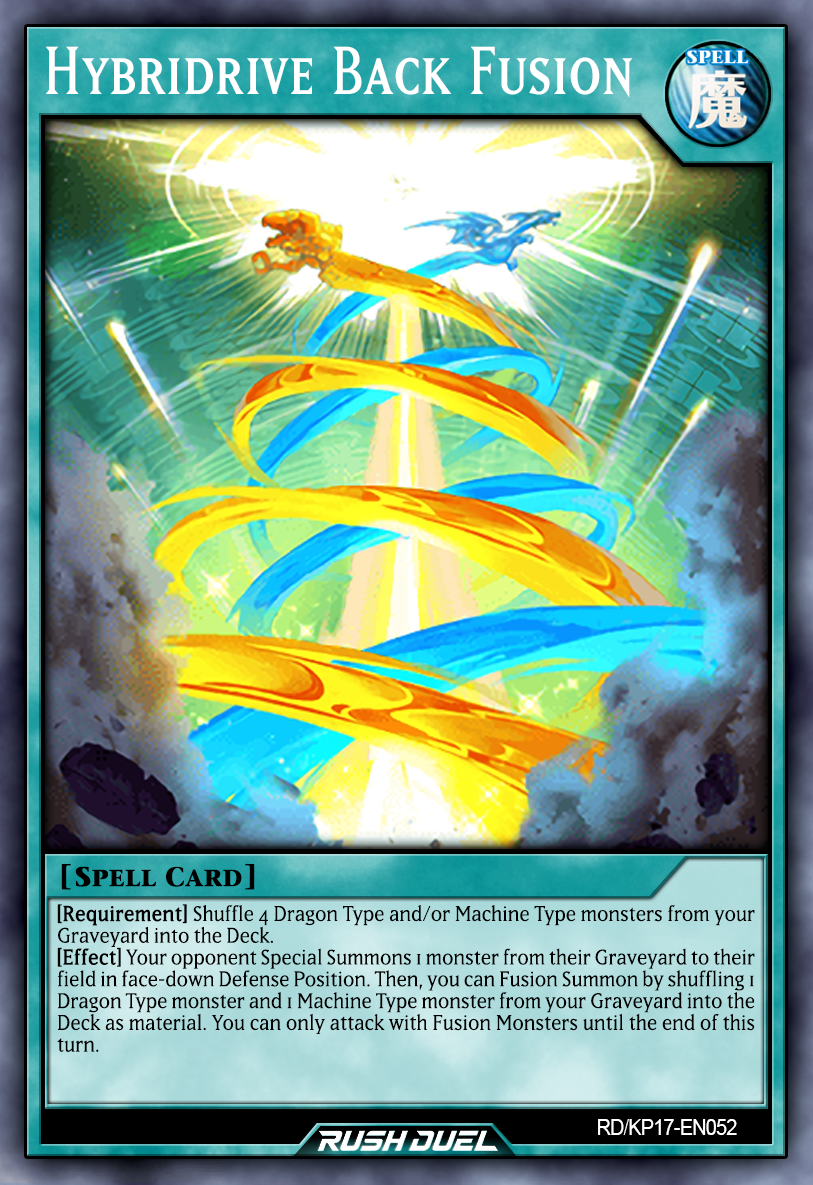 Hybridrive Back Fusion
SPELL
魔
[Spell Card]
[Requirement] Shuffle 4 Dragon Type and/or Machine Type monsters from your
Graveyard into the Deck.
[Effect] Your opponent Special Summons 1 monster from their Graveyard to their
field in face-down Defense Position. Then, you can Fusion Summon by shuffling 1
Dragon Type monster and 1 Machine Type monster from your Graveyard into the
Deck as material. You can only attack with Fusion Monsters until the end of this
turn.
RD/KP17-EN052
RUSH DUEL